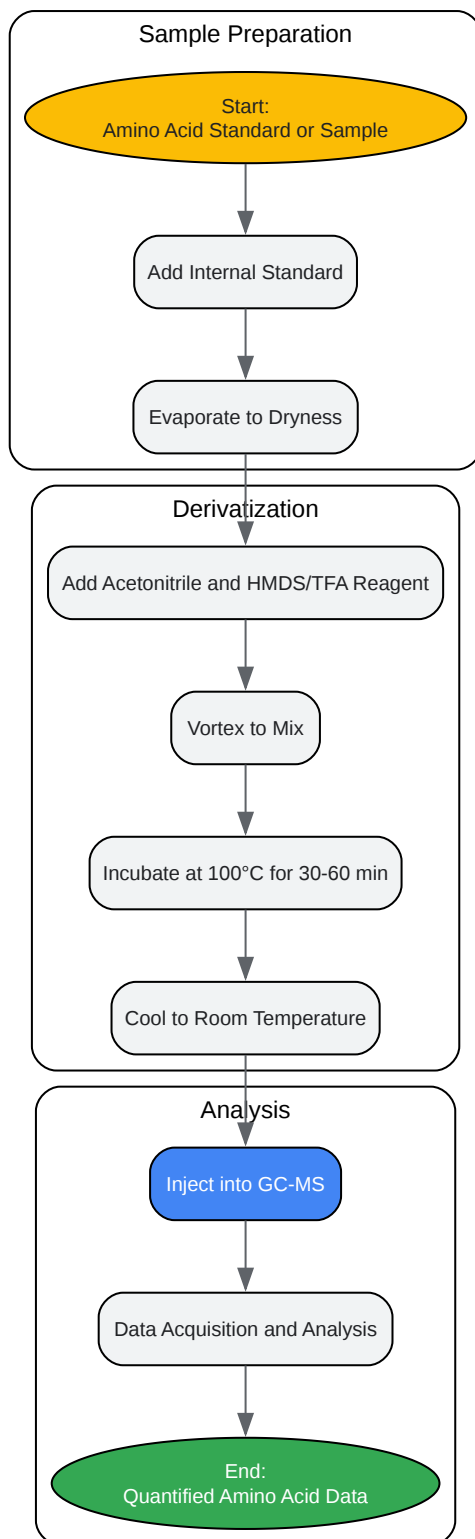 Sample Preparation
Start:
Amino Acid Standard or Sample
Add Internal Standard
Evaporate to Dryness
Derivatization
Add Acetonitrile and HMDS/TFA Reagent
Vortex to Mix
Incubate at 100°C for 30-60 min
Cool to Room Temperature
Analysis
Inject into GC-MS
Data Acquisition and Analysis
End:
Quantified Amino Acid Data